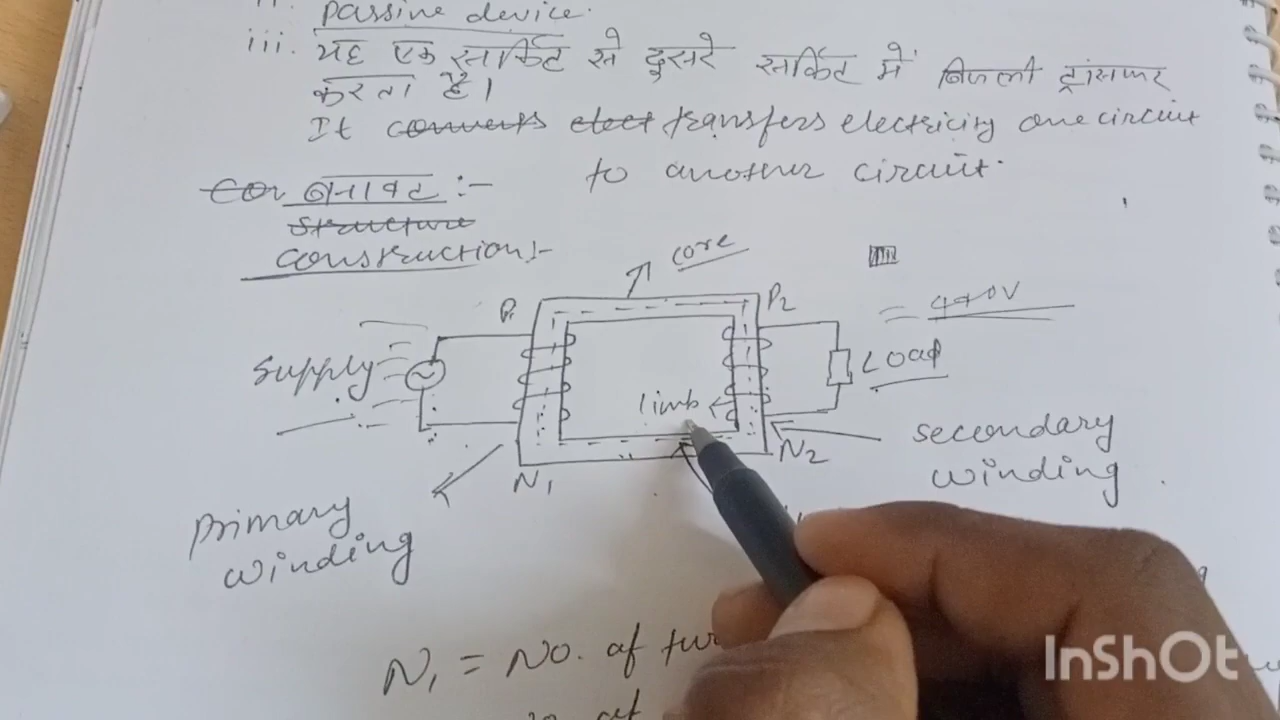 ii. Passive device.
iii. यह एक सर्किट से दुसरे सर्किट में बिजली ट्रांसफर
करता है।
It converts elect transfers electricity one circuit
to another circuit.
Con बनावट :-
Structure
construction:-
core
P1
P2
= 440V
Supply
Load
limb
N1
N2
secondary
winding
Primary
winding
N1 = No. of
InShOt